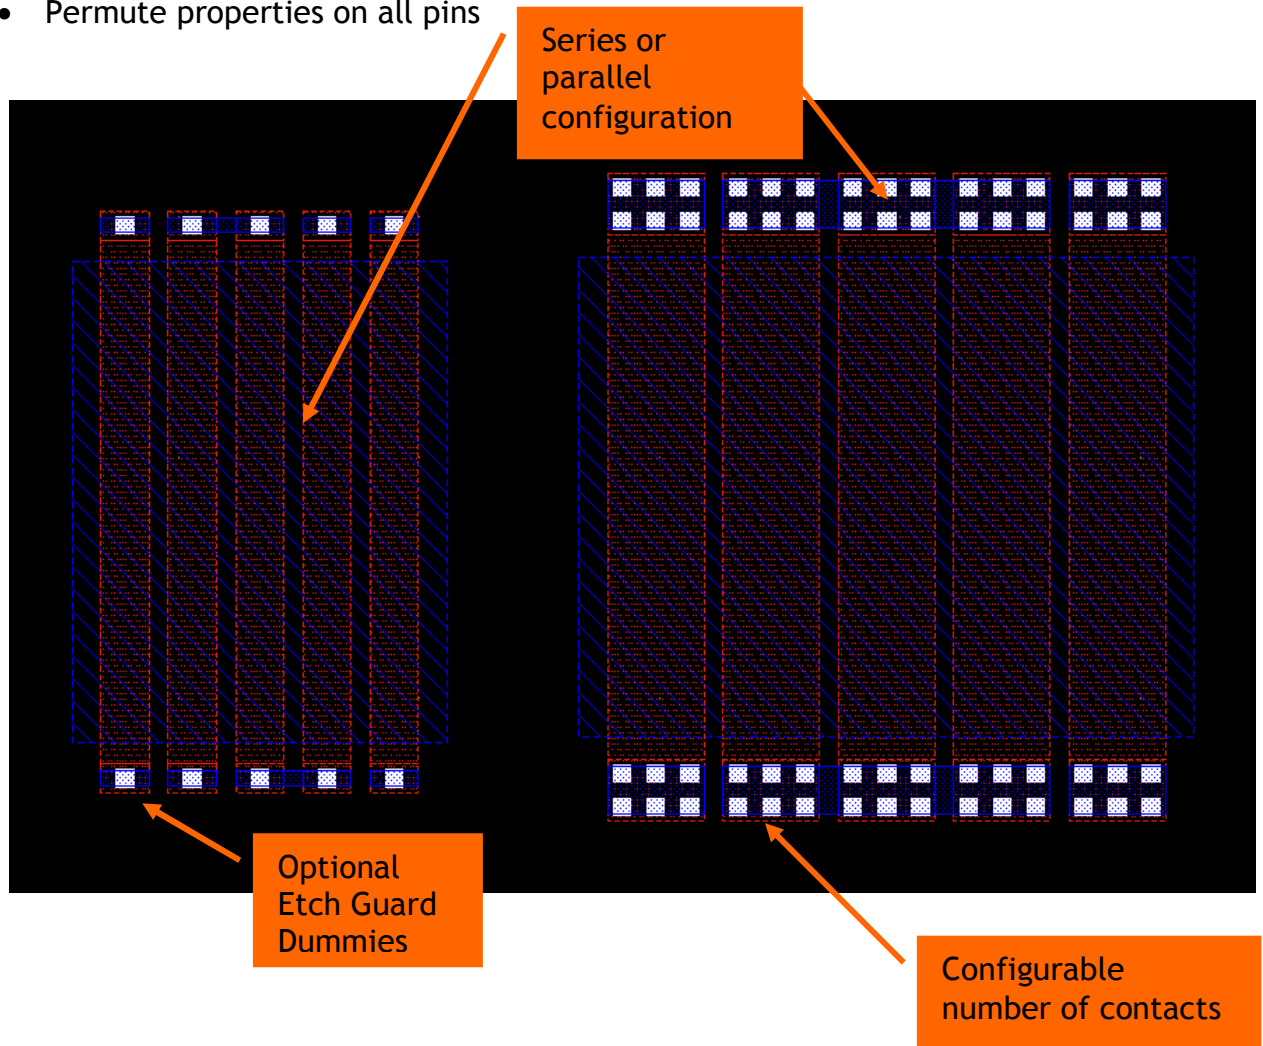 • Permute properties on all pins
Series or
parallel
configuration
Optional
Etch Guard
Dummies
Configurable
number of contacts